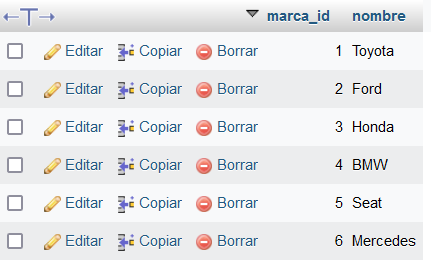 marca_id nombre
Editar Copiar Borrar 1 Toyota
Editar Copiar Borrar 2 Ford
Editar Copiar Borrar 3 Honda
Editar Copiar Borrar 4 BMW
Editar Copiar Borrar 5 Seat
Editar Copiar Borrar 6 Mercedes